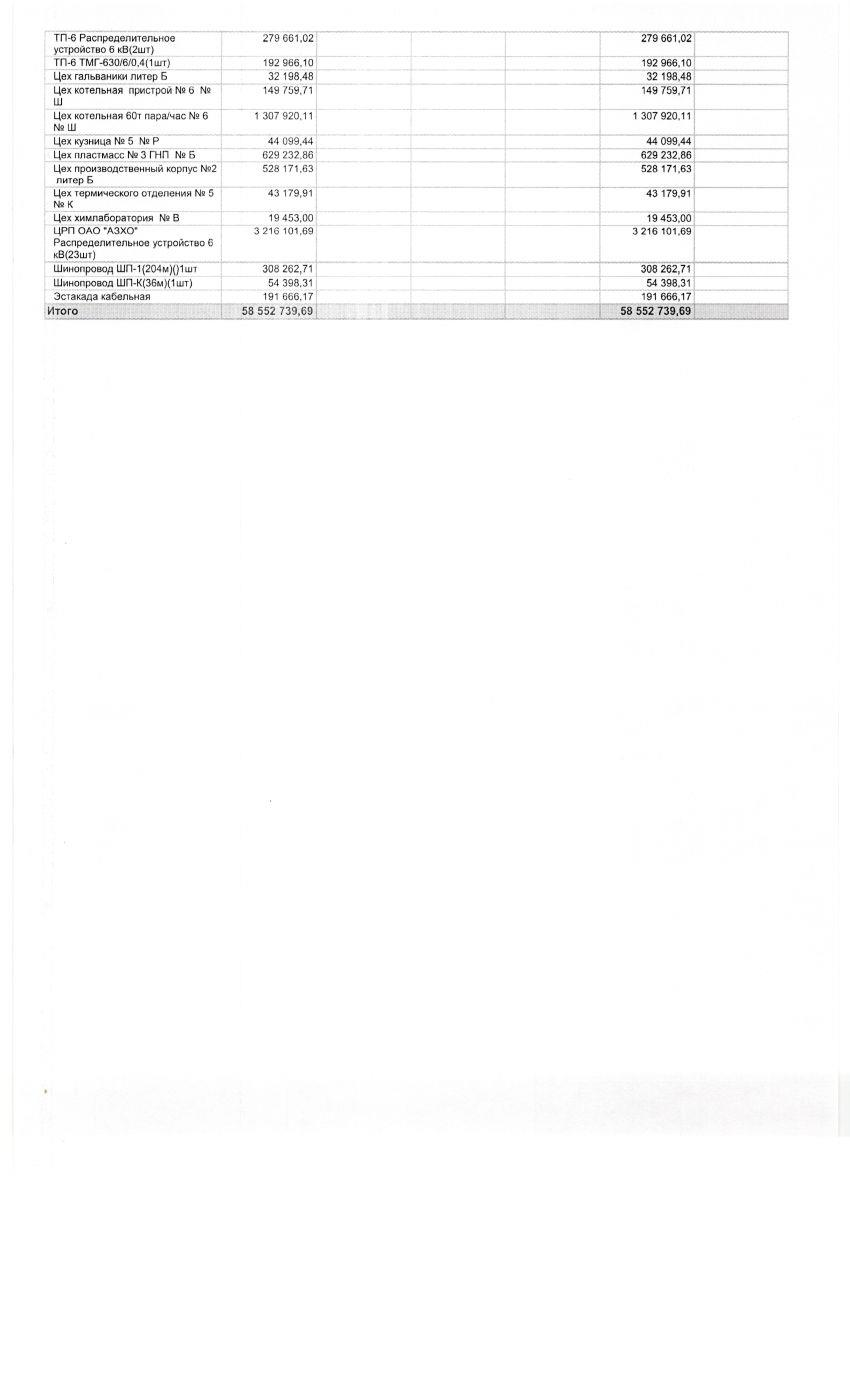 ТП-6 Распределительное 279 661,02 279 661,02
устройство 6 кВ(2шт)
ТП-6 ТМГ-630/6/0,4(1шт) 192 966,10 192 966,10
Цех гальваники литер Б 32 198,48 32 198,48
Цех котельная пристрой № 6 № 149 759,71 149 759,71
Ш
Цех котельная 60т пара/час № 6 1 307 920,11 1 307 920,11
№ Ш
Цех кузница № 5 № Р 44 099,44 44 099,44
Цех пластмасс № 3 ГНП № Б 629 232,86 629 232,86
Цех производственный корпус №2 528 171,63 528 171,63
литер Б
Цех термического отделения № 5 43 179,91 43 179,91
№ К
Цех химлаборатория № В 19 453,00 19 453,00
ЦРП ОАО "АЗХО" 3 216 101,69 3 216 101,69
Распределительное устройство 6
кВ(23шт)
Шинопровод ШП-1(204м)()1шт 308 262,71 308 262,71
Шинопровод ШП-К(36м)(1шт) 54 398,31 54 398,31
Эстакада кабельная 191 666,17 191 666,17
Итого 58 552 739,69 58 552 739,69